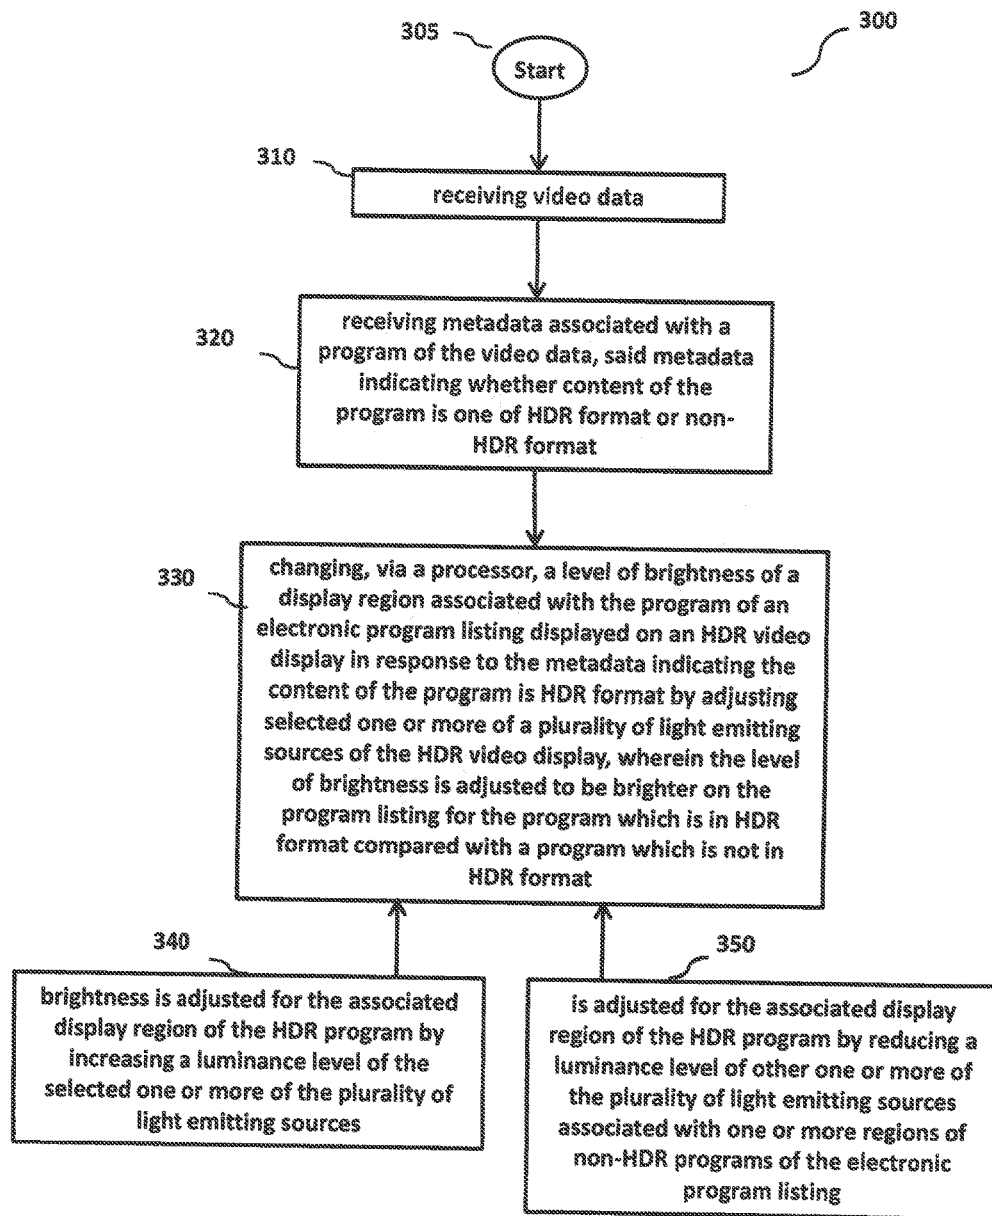 305
300
Start
310
receiving video data
320
receiving metadata associated with a
program of the video data, said metadata
indicating whether content of the
program is one of HDR format or non-
HDR format
330
changing, via a processor, a level of brightness of a
display region associated with the program of an
electronic program listing displayed on an HDR video
display in response to the metadata indicating the
content of the program is HDR format by adjusting
selected one or more of a plurality of light emitting
sources of the HDR video display, wherein the level
of brightness is adjusted to be brighter on the
program listing for the program which is in HDR
format compared with a program which is not in
HDR format
340
brightness is adjusted for the associated
display region of the HDR program by
increasing a luminance level of the
selected one or more of the plurality of
light emitting sources
350
is adjusted for the associated display
region of the HDR program by reducing a
luminance level of other one or more of
the plurality of light emitting sources
associated with one or more regions of
non-HDR programs of the electronic
program listing